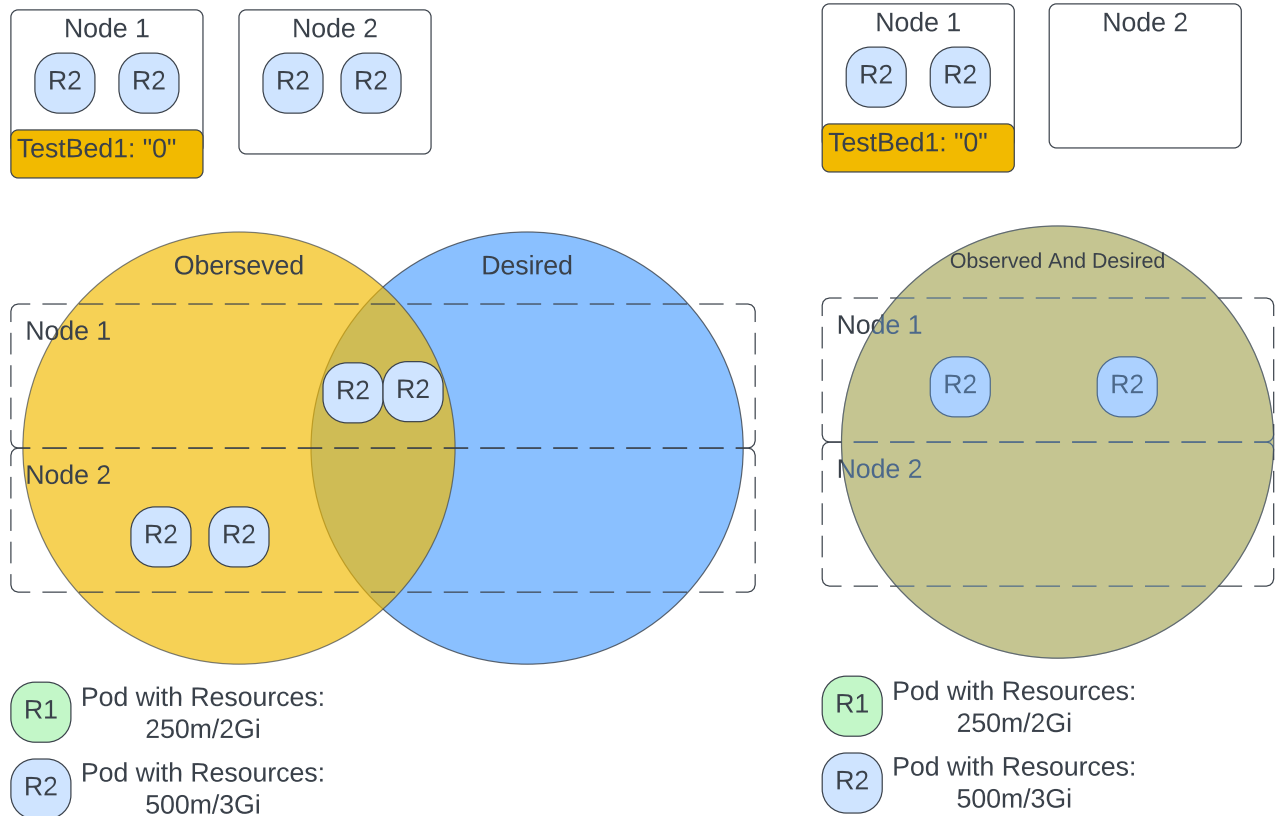 Node 1
R2
R2
TestBed1: "0"
Node 2
R2
R2
Oberseved
Desired
Node 1
R2
R2
Node 2
R2
R2
R1
Pod with Resources:
250m/2Gi
R2
Pod with Resources:
500m/3Gi
Node 1
R2
R2
TestBed1: "0"
Node 2
Observed And Desired
Node 1
R2
R2
Node 2
R1
Pod with Resources:
250m/2Gi
R2
Pod with Resources:
500m/3Gi